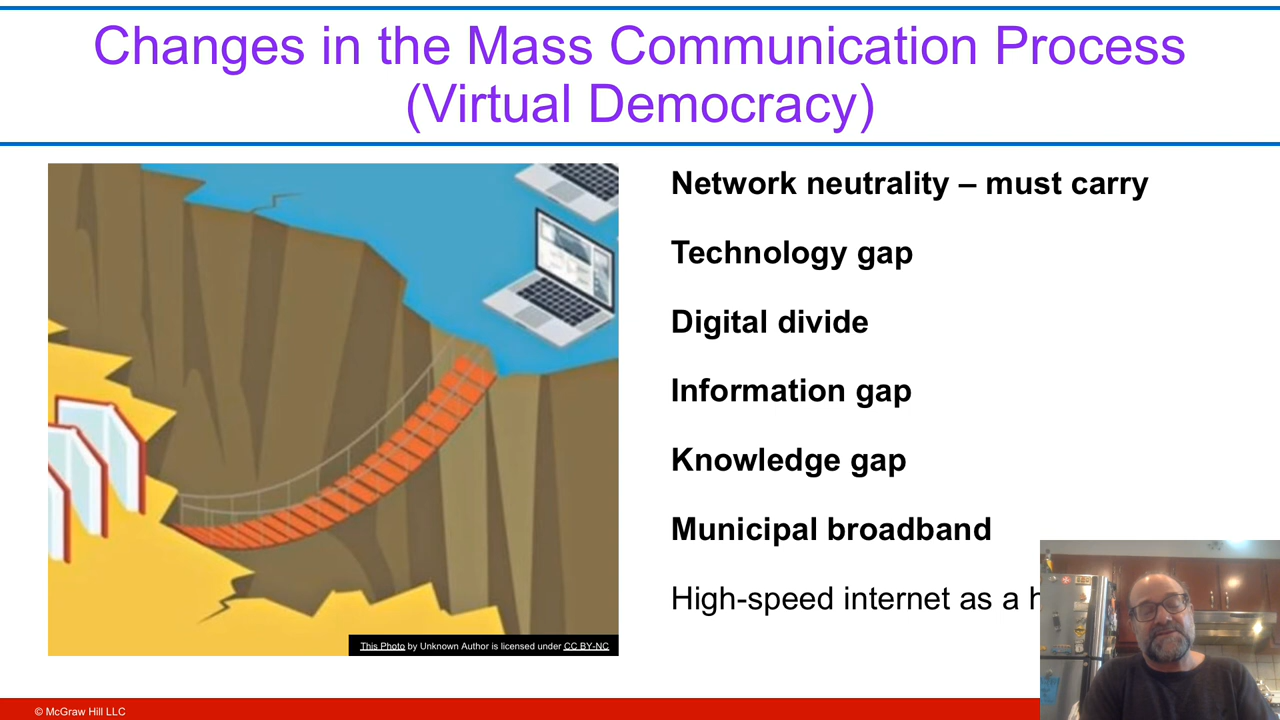 Changes in the Mass Communication Process
(Virtual Democracy)
Network neutrality – must carry
Technology gap
Digital divide
Information gap
Knowledge gap
Municipal broadband
High-speed internet as a
This Photo by Unknown Author is licensed under CC BY-NC
© McGraw Hill LLC